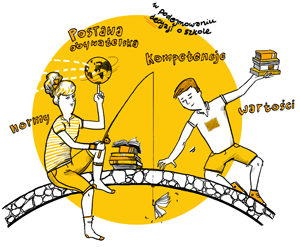 Postawa
obywatelska
w podejmowaniu
decyzji o szkole
Kompetencje
normy
wartości